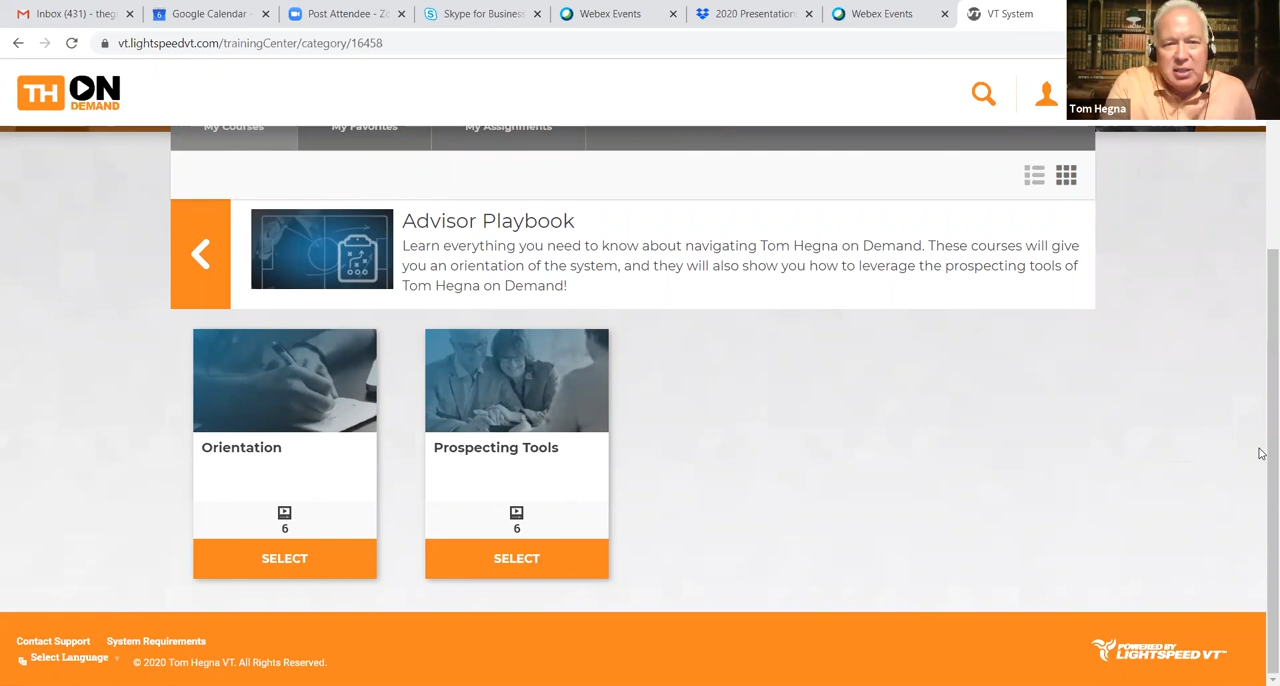 Inbox (431) - theg
Google Calendar -
Post Attendee - Zo
Skype for Business
Webex Events
2020 Presentation
Webex Events
VT System
vt.lightspeedvt.com/trainingCenter/category/16458
TH ON
DEMAND
Tom Hegna
My Courses
My Favorites
My Assignments
Advisor Playbook
Learn everything you need to know about navigating Tom Hegna on Demand. These courses will give
you an orientation of the system, and they will also show you how to leverage the prospecting tools of
Tom Hegna on Demand!
Orientation
Prospecting Tools
6
6
SELECT
SELECT
Contact Support
System Requirements
Select Language
© 2020 Tom Hegna VT. All Rights Reserved.
POWERED BY
LIGHTSPEED VT